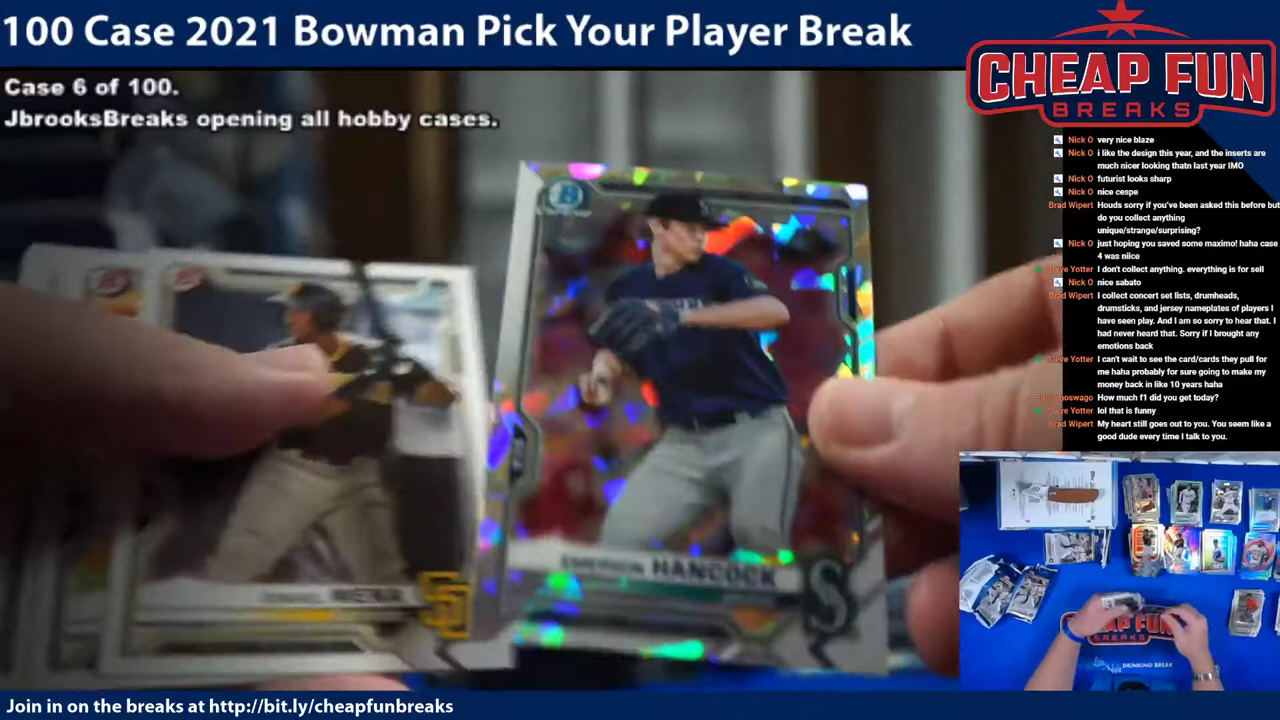 100 Case 2021 Bowman Pick Your Player Break
Case 6 of 100.
JbrooksBreaks opening all hobby cases.
CHEAP FUN
BREAKS
Nick O very nice blaze
Nick O i like the design this year, and the inserts are
much nicer looking thatn last year IMO
Nick O futurist looks sharp
Nick O nice cespe
Brad Wipert Houds sorry if you've been asked this before but
do you collect anything
unique/strange/surprising?
Nick O just hoping you saved some maximo! haha case
4 was niice
Steve Yotter I don't collect anything. everything is for sell
Nick O nice sabato
Brad Wipert I collect concert set lists, drumheads,
drumsticks, and jersey nameplates of players I
have seen play. And I am so sorry to hear that. I
had never heard that. Sorry if I brought any
emotions back
Steve Yotter I can't wait to see the card/cards they pull for
me haha probably for sure going to make my
money back in like 10 years haha
How much f1 did you get today?
Steve Yotter lol that is funny
Brad Wipert My heart still goes out to you. You seem like a
good dude every time I talk to you.
EMERSON HANCOCK
S
MENA
SD
CHEAP FUN
BREAKS
DRINKING BREAK
Join in on the breaks at http://bit.ly/cheapfunbreaks